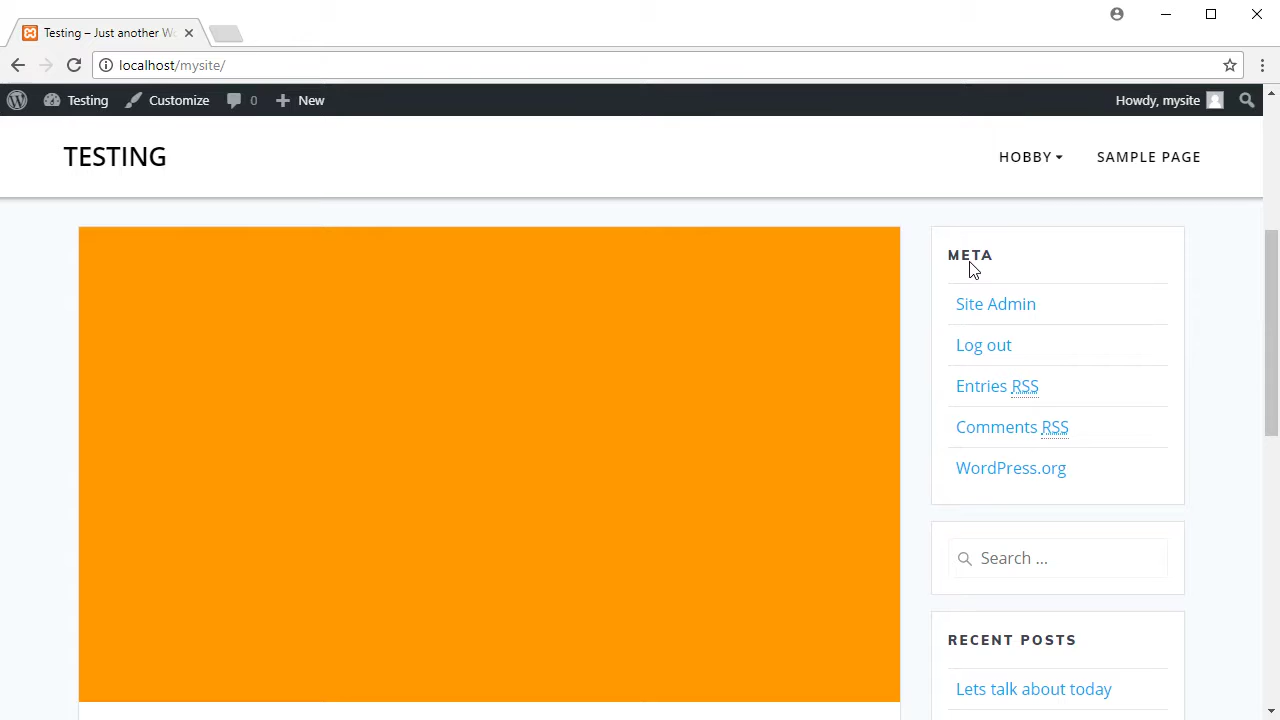 Testing – Just another Wo
localhost/mysite/
Testing Customize 0 New Howdy, mysite
TESTING
HOBBY SAMPLE PAGE
META
Site Admin
Log out
Entries RSS
Comments RSS
WordPress.org
Search ...
RECENT POSTS
Lets talk about today